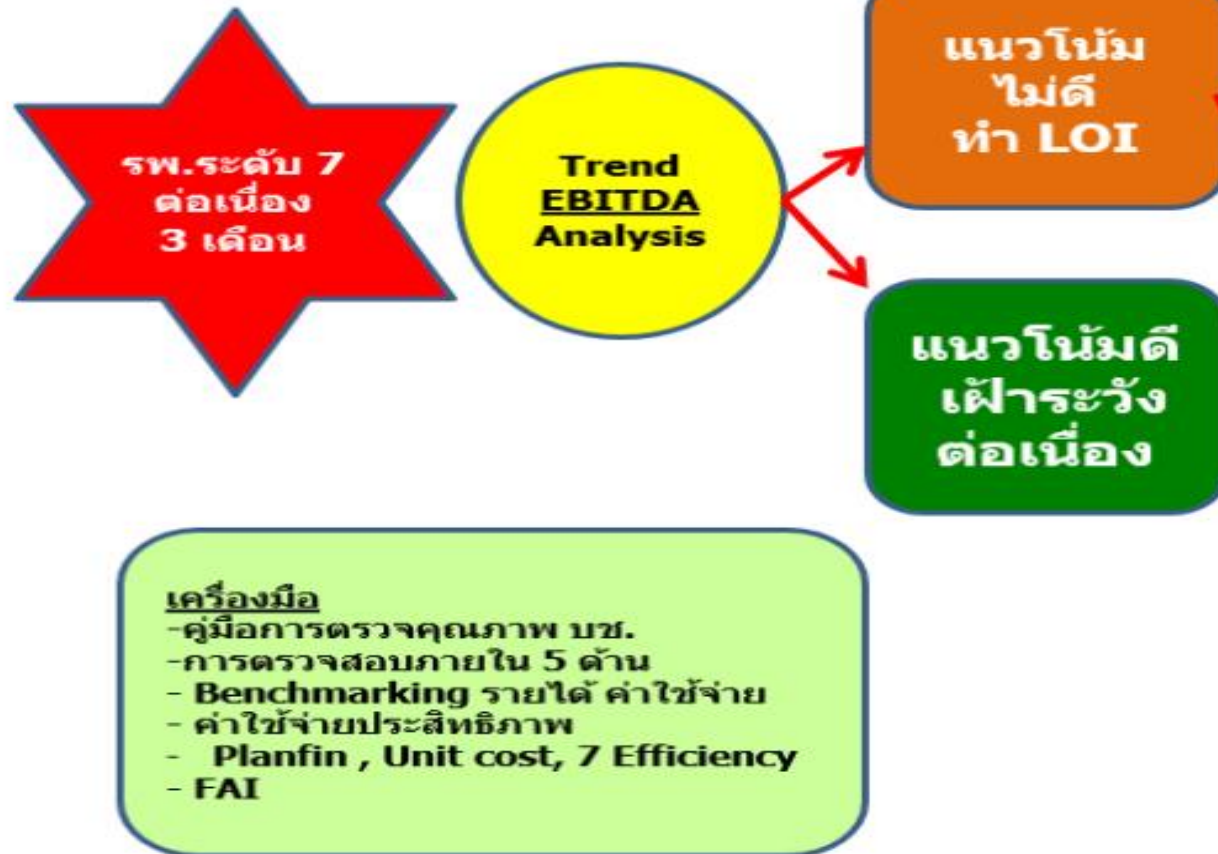 รพ.ระดับ 7
ต่อเนื่อง
3 เดือน
Trend
EBITDA
Analysis
แนวโน้ม
ไม่ดี
ทำ LOI
แนวโน้มดี
เฝ้าระวัง
ต่อเนื่อง
เครื่องมือ
-คู่มือการตรวจคุณภาพ บช.
-การตรวจสอบภายใน 5 ด้าน
- Benchmarking รายได้ ค่าใช้จ่าย
- ค่าใช้จ่ายประสิทธิภาพ
- Planfin , Unit cost, 7 Efficiency
- FAI